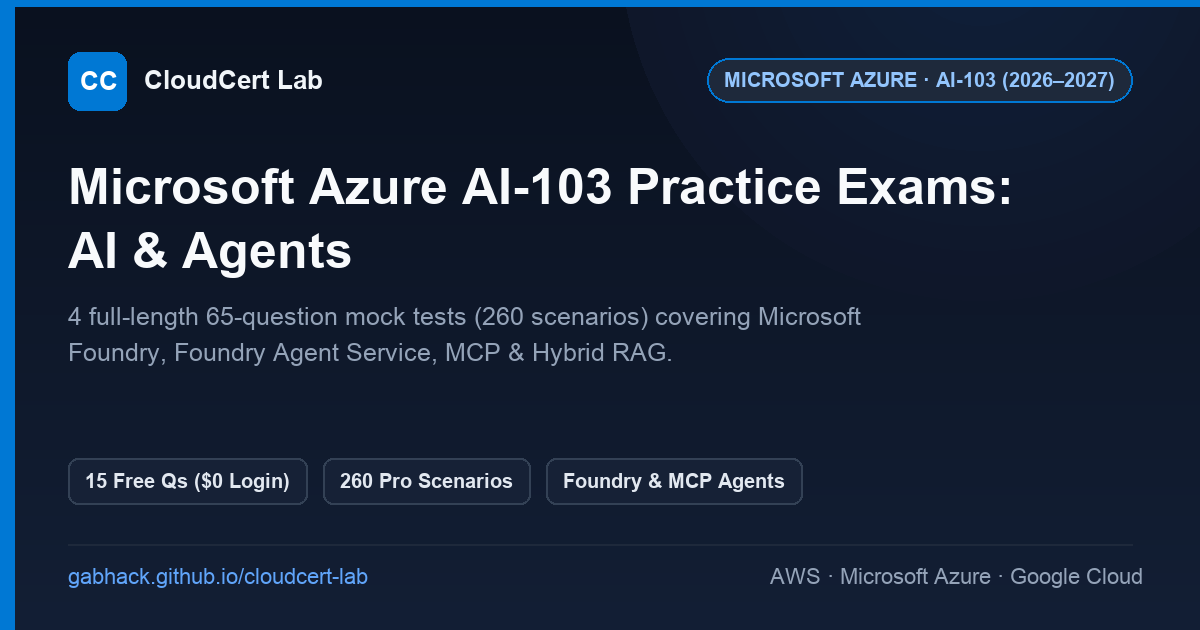 CC
CloudCert Lab
MICROSOFT AZURE · AI-103 (2026–2027)
Microsoft Azure AI-103 Practice Exams:
AI & Agents
4 full-length 65-question mock tests (260 scenarios) covering Microsoft
Foundry, Foundry Agent Service, MCP & Hybrid RAG.
15 Free Qs ($0 Login)
260 Pro Scenarios
Foundry & MCP Agents
gabhack.github.io/cloudcert-lab
AWS · Microsoft Azure · Google Cloud